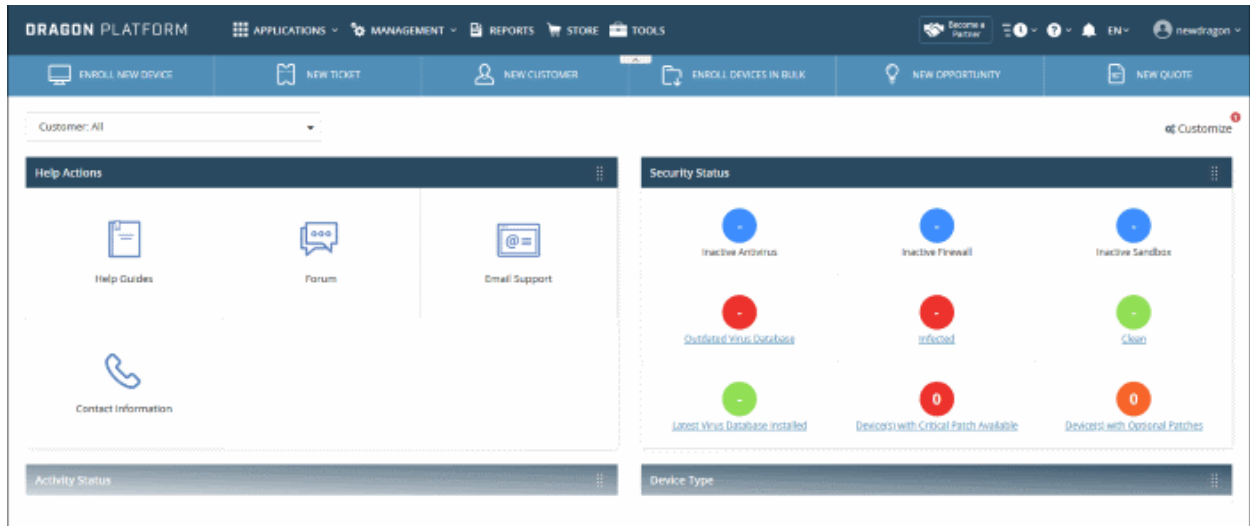 DRAGON PLATFORM APPLICATIONS MANAGEMENT REPORTS STORE TOOLS Become a Partner EN newdragon
ENROLL NEW DEVICE NEW TICKET NEW CUSTOMER ENROLL DEVICES IN BULK NEW OPPORTUNITY NEW QUOTE
Customer: All
1
Customize
Help Actions
Help Guides Forum Email Support
Contact Information
Security Status
- - -
Inactive Antivirus Inactive Firewall Inactive Sandbox
- - -
Outdated Virus Database Infected Clean
- 0 0
Latest Virus Database Installed Device(s) with Critical Patch Available Device(s) with Optional Patches
Activity Status
Device Type